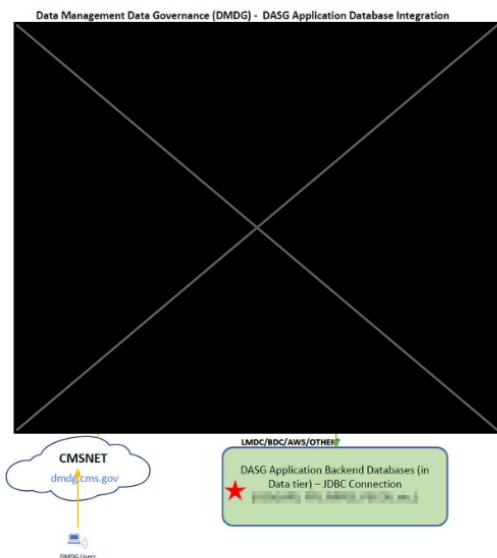 Data Management Data Governance (DMDG) - DASG Application Database Integration
LMDC/BDC/AWS/OTHER?
CMSNET
dmdg.cms.gov
DASG Application Backend Databases (in
Data tier) – JDBC Connection
DMDG Users